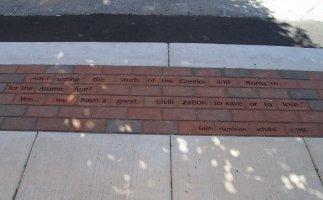 Am I urging the study of the Greeks and Romans...
for the Atomic Age?
Yes... we have a great civilization to save or to lose."
Edith Hamilton, scholar